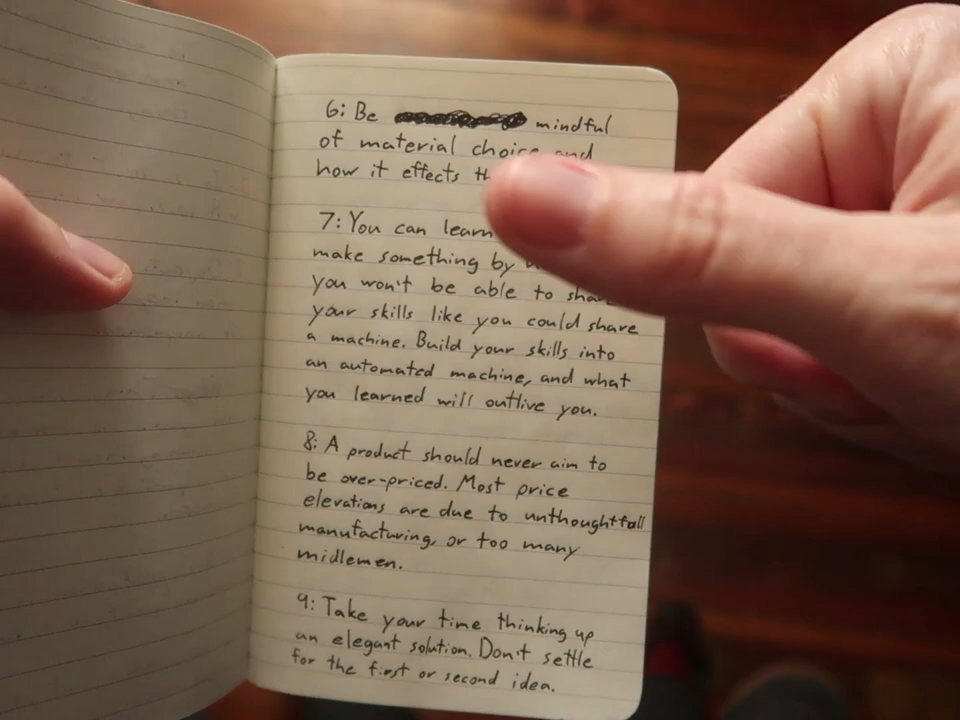 6: Be mindful
of material choice and
how it effects
7: You can learn
make something by
you won't be able to share
your skills like you could share
a machine. Build your skills into
an automated machine, and what
you learned will outlive you.
8: A product should never aim to
be over-priced. Most price
elevations are due to unthoughtfull
manufacturing, or too many
midlemen.
9: Take your time thinking up
an elegant solution. Don't settle
for the first or second idea.